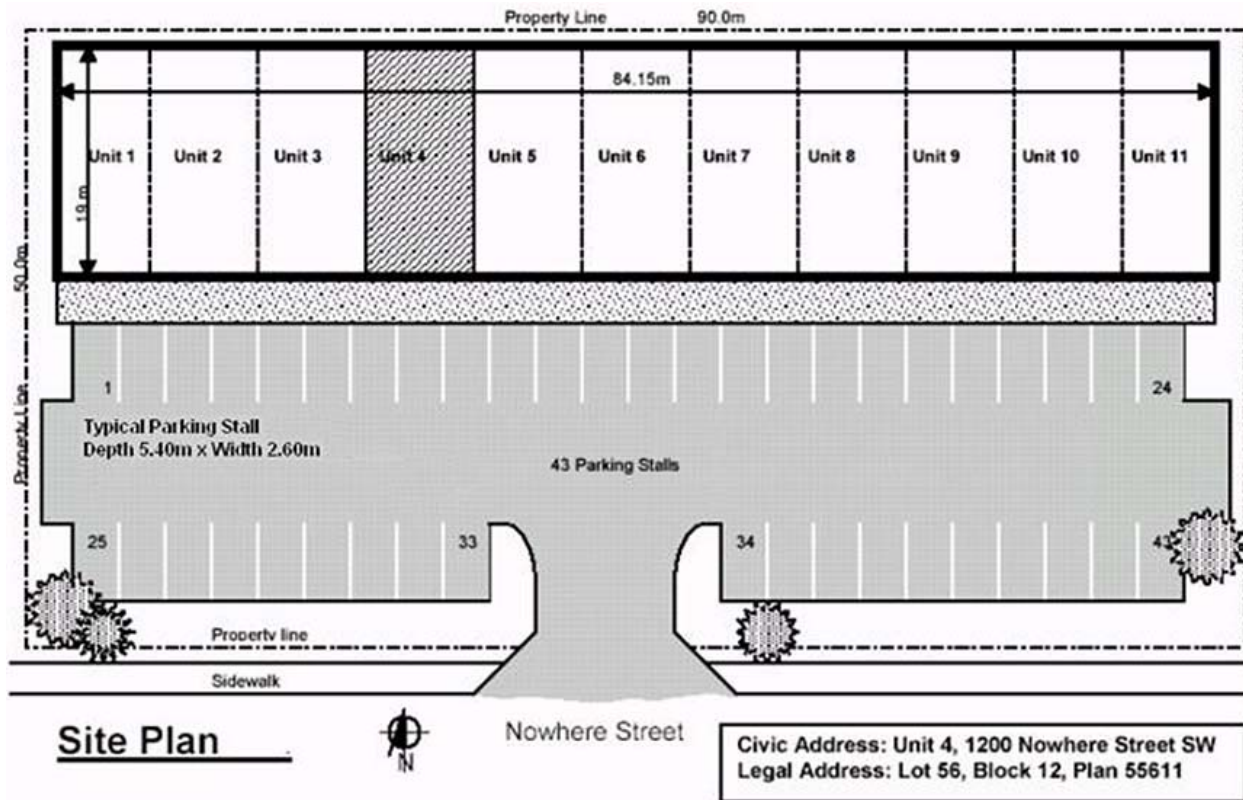 Property Line 90.0m
84.15m
Unit 1 Unit 2 Unit 3 Unit 4 Unit 5 Unit 6 Unit 7 Unit 8 Unit 9 Unit 10 Unit 11
19 m
50.0m
Property Line
1 24
Typical Parking Stall
Depth 5.40m x Width 2.60m
43 Parking Stalls
25 33 34 43
Property line
Sidewalk
Nowhere Street
Site Plan
N
Civic Address: Unit 4, 1200 Nowhere Street SW
Legal Address: Lot 56, Block 12, Plan 55611